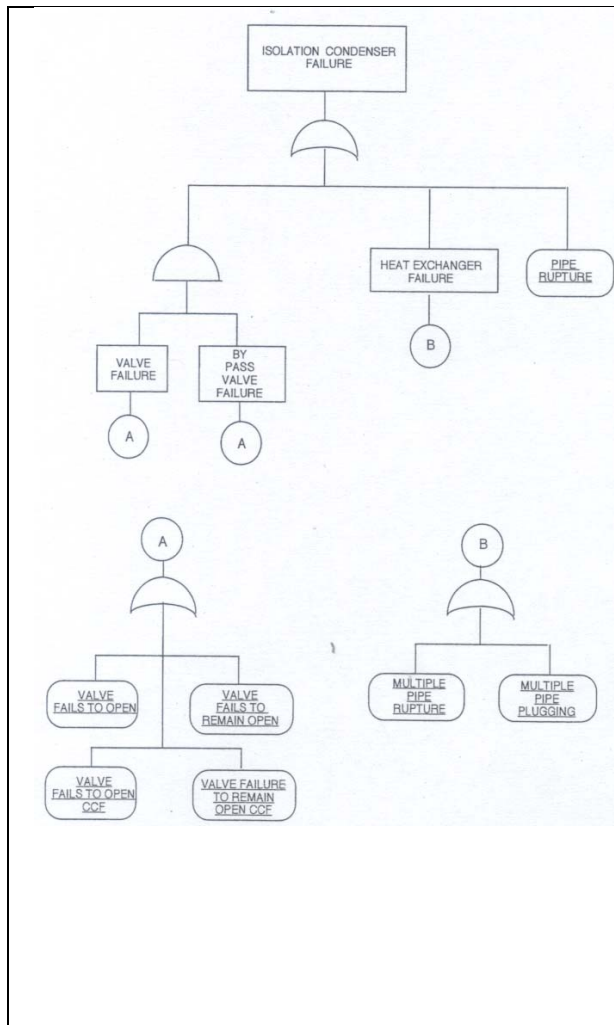 ISOLATION CONDENSER
FAILURE
HEAT EXCHANGER
FAILURE
PIPE
RUPTURE
B
VALVE
FAILURE
BY
PASS
VALVE
FAILURE
A
A
A
VALVE
FAILS TO OPEN
VALVE
FAILS TO
REMAIN OPEN
VALVE
FAILS TO OPEN
CCF
VALVE FAILURE
TO REMAIN
OPEN CCF
B
MULTIPLE
PIPE
RUPTURE
MULTIPLE
PIPE
PLUGGING